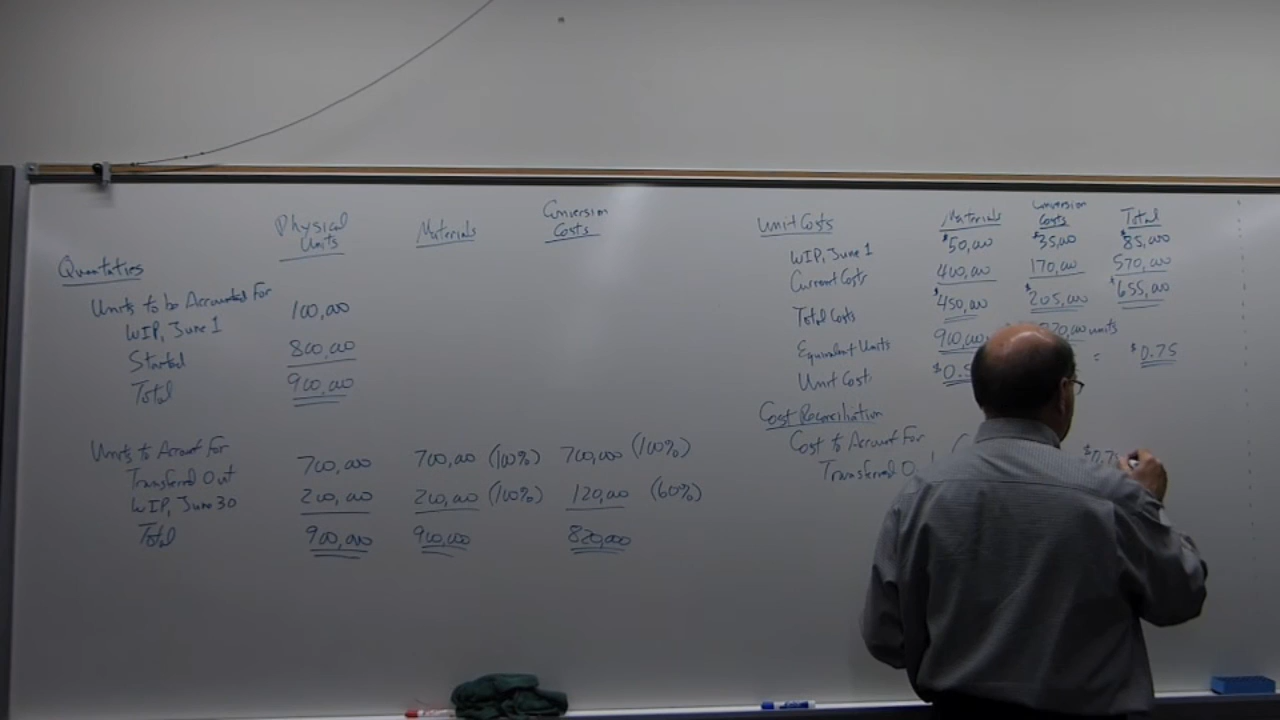 Physical Units Materials Conversion Costs
Quantities
Units to be Accounted For
WIP, June 1 100,000
Started 800,000
Total 900,000
Units to Account For
Transferred Out 700,000 700,000 (100%) 700,000 (100%)
WIP, June 30 200,000 200,000 (100%) 120,000 (60%)
Total 900,000 900,000 820,000
Unit Costs Materials Conversion Costs Total
WIP, June 1 $50,000 $35,000 $85,000
Current Costs 400,000 170,000 570,000
Total Costs $450,000 $205,000 $655,000
Equivalent Units 900,000 units
Unit Costs $0.5 = $0.75
Cost Reconciliation
Cost to Account For
Transferred O ( $0.7